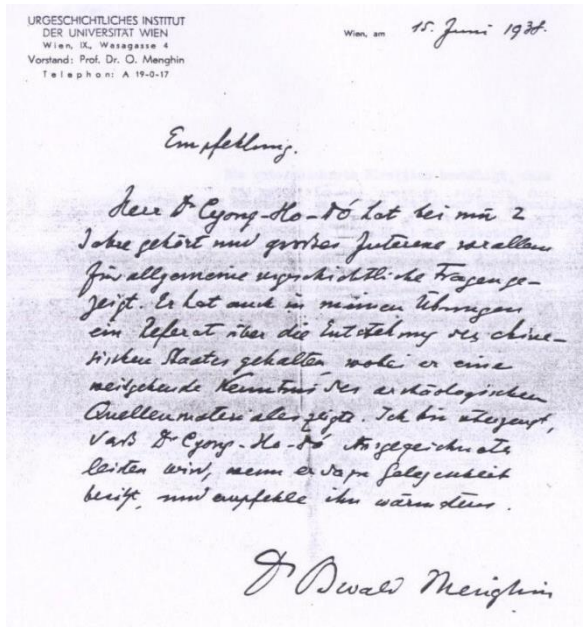 URGESCHICHTLICHES INSTITUT
DER UNIVERSITÄT WIEN
Wien, IX., Wasagasse 4
Vorstand: Prof. Dr. O. Menghin
Telephon: A 19-0-17
Wien, am 15. Juni 1938.
Empfehlung.
Herr Dr Cyong-Ho-Dó hat bei mir 2
Jahre gehört und großes Interesse vor allem
für allgemeine urgeschichtliche Fragen ge-
zeigt. Er hat auch in meinen Übungen
ein Referat über die Entstehung des chine-
sischen Staates gehalten wobei er eine
weitgehende Kenntnis des archäologischen
Quellenmateriales zeigte. Ich bin überzeugt,
daß Dr Cyong-Ho-Dó Ausgezeichnetes
leisten wird, wenn er dazu Gelegenheit
besitzt, und empfehle ihn wärmstens.
Dr Oswald Menghin